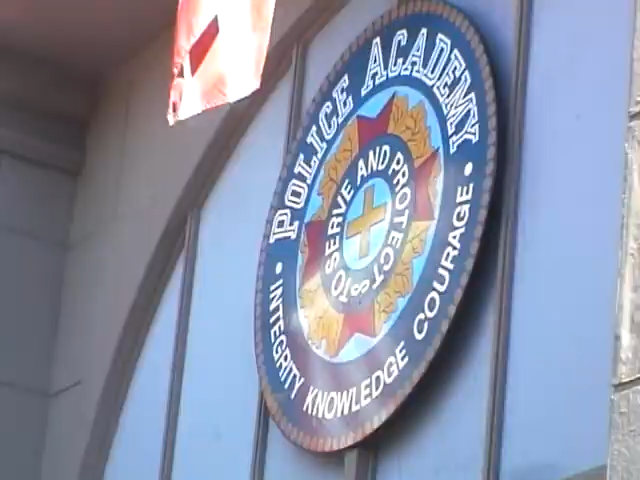 POLICE ACADEMY
• INTEGRITY KNOWLEDGE COURAGE •
TO SERVE AND PROTECT